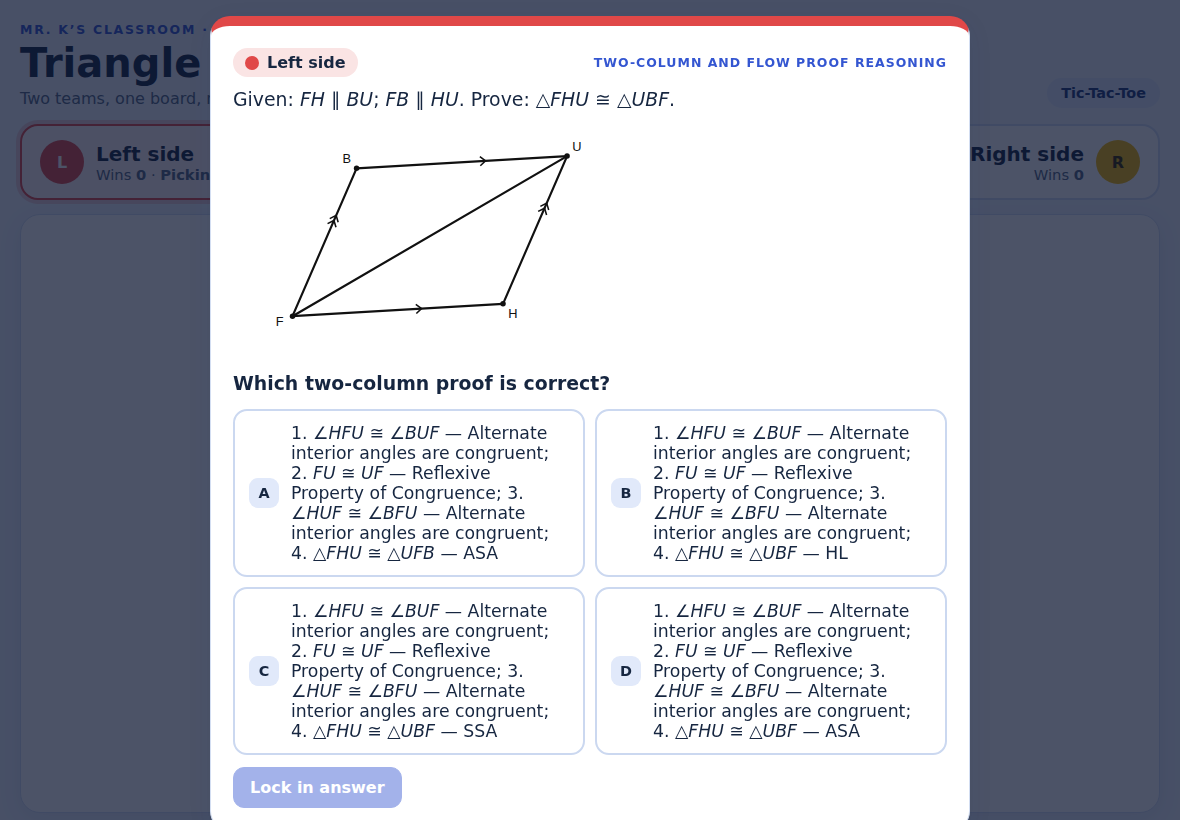 MR. K'S CLASSROOM ·
Triangle
Two teams, one board,
Tic-Tac-Toe
L
Left side
Wins 0 · Pickin
Right side
Wins 0
R
Left side
TWO-COLUMN AND FLOW PROOF REASONING
Given: FH ∥ BU; FB ∥ HU. Prove: △FHU ≅ △UBF.
B
U
F
H
Which two-column proof is correct?
A
1. ∠HFU ≅ ∠BUF — Alternate
interior angles are congruent;
2. FU ≅ UF — Reflexive
Property of Congruence; 3.
∠HUF ≅ ∠BFU — Alternate
interior angles are congruent;
4. △FHU ≅ △UFB — ASA
B
1. ∠HFU ≅ ∠BUF — Alternate
interior angles are congruent;
2. FU ≅ UF — Reflexive
Property of Congruence; 3.
∠HUF ≅ ∠BFU — Alternate
interior angles are congruent;
4. △FHU ≅ △UBF — HL
C
1. ∠HFU ≅ ∠BUF — Alternate
interior angles are congruent;
2. FU ≅ UF — Reflexive
Property of Congruence; 3.
∠HUF ≅ ∠BFU — Alternate
interior angles are congruent;
4. △FHU ≅ △UBF — SSA
D
1. ∠HFU ≅ ∠BUF — Alternate
interior angles are congruent;
2. FU ≅ UF — Reflexive
Property of Congruence; 3.
∠HUF ≅ ∠BFU — Alternate
interior angles are congruent;
4. △FHU ≅ △UBF — ASA
Lock in answer